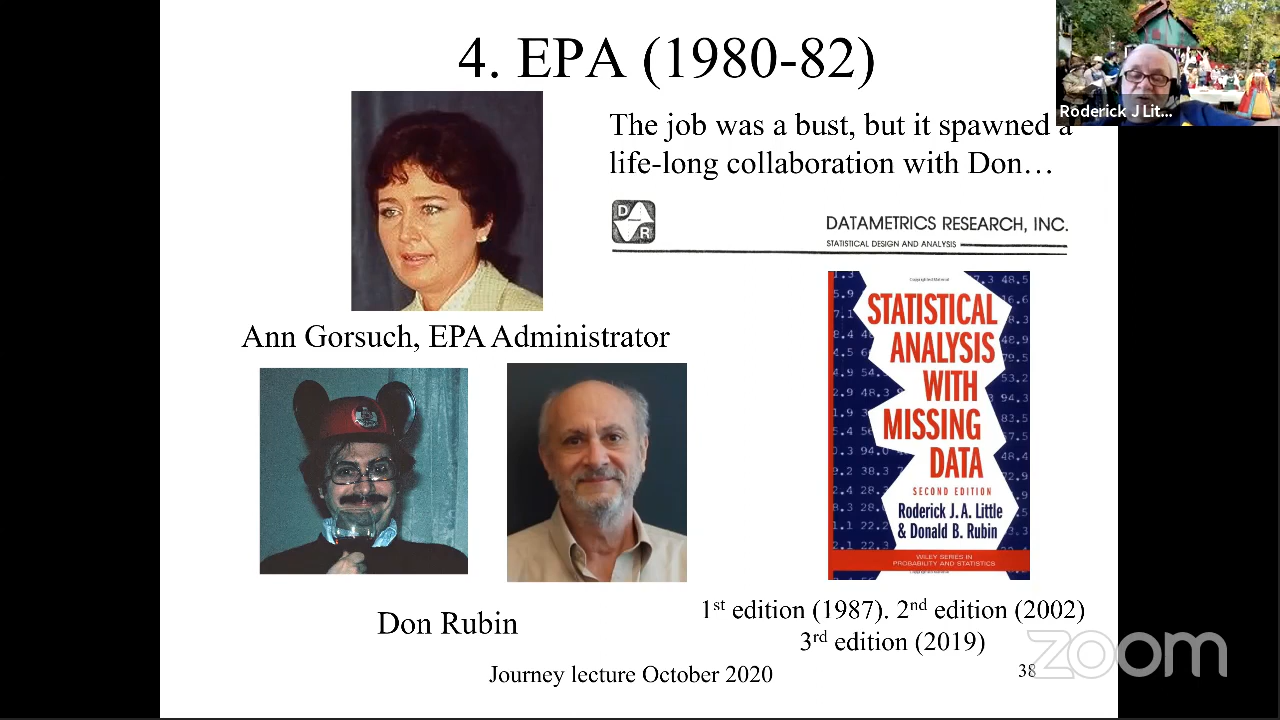 4. EPA (1980-82)
Roderick J Lit...
The job was a bust, but it spawned a
life-long collaboration with Don…
D
R
DATAMETRICS RESEARCH, INC.
STATISTICAL DESIGN AND ANALYSIS
Ann Gorsuch, EPA Administrator
STATISTICAL
ANALYSIS
WITH
MISSING
DATA
SECOND EDITION
Roderick J. A. Little
& Donald B. Rubin
WILEY SERIES IN
PROBABILITY AND STATISTICS
Don Rubin
1st edition (1987). 2nd edition (2002)
3rd edition (2019)
Journey lecture October 2020
38
zoom